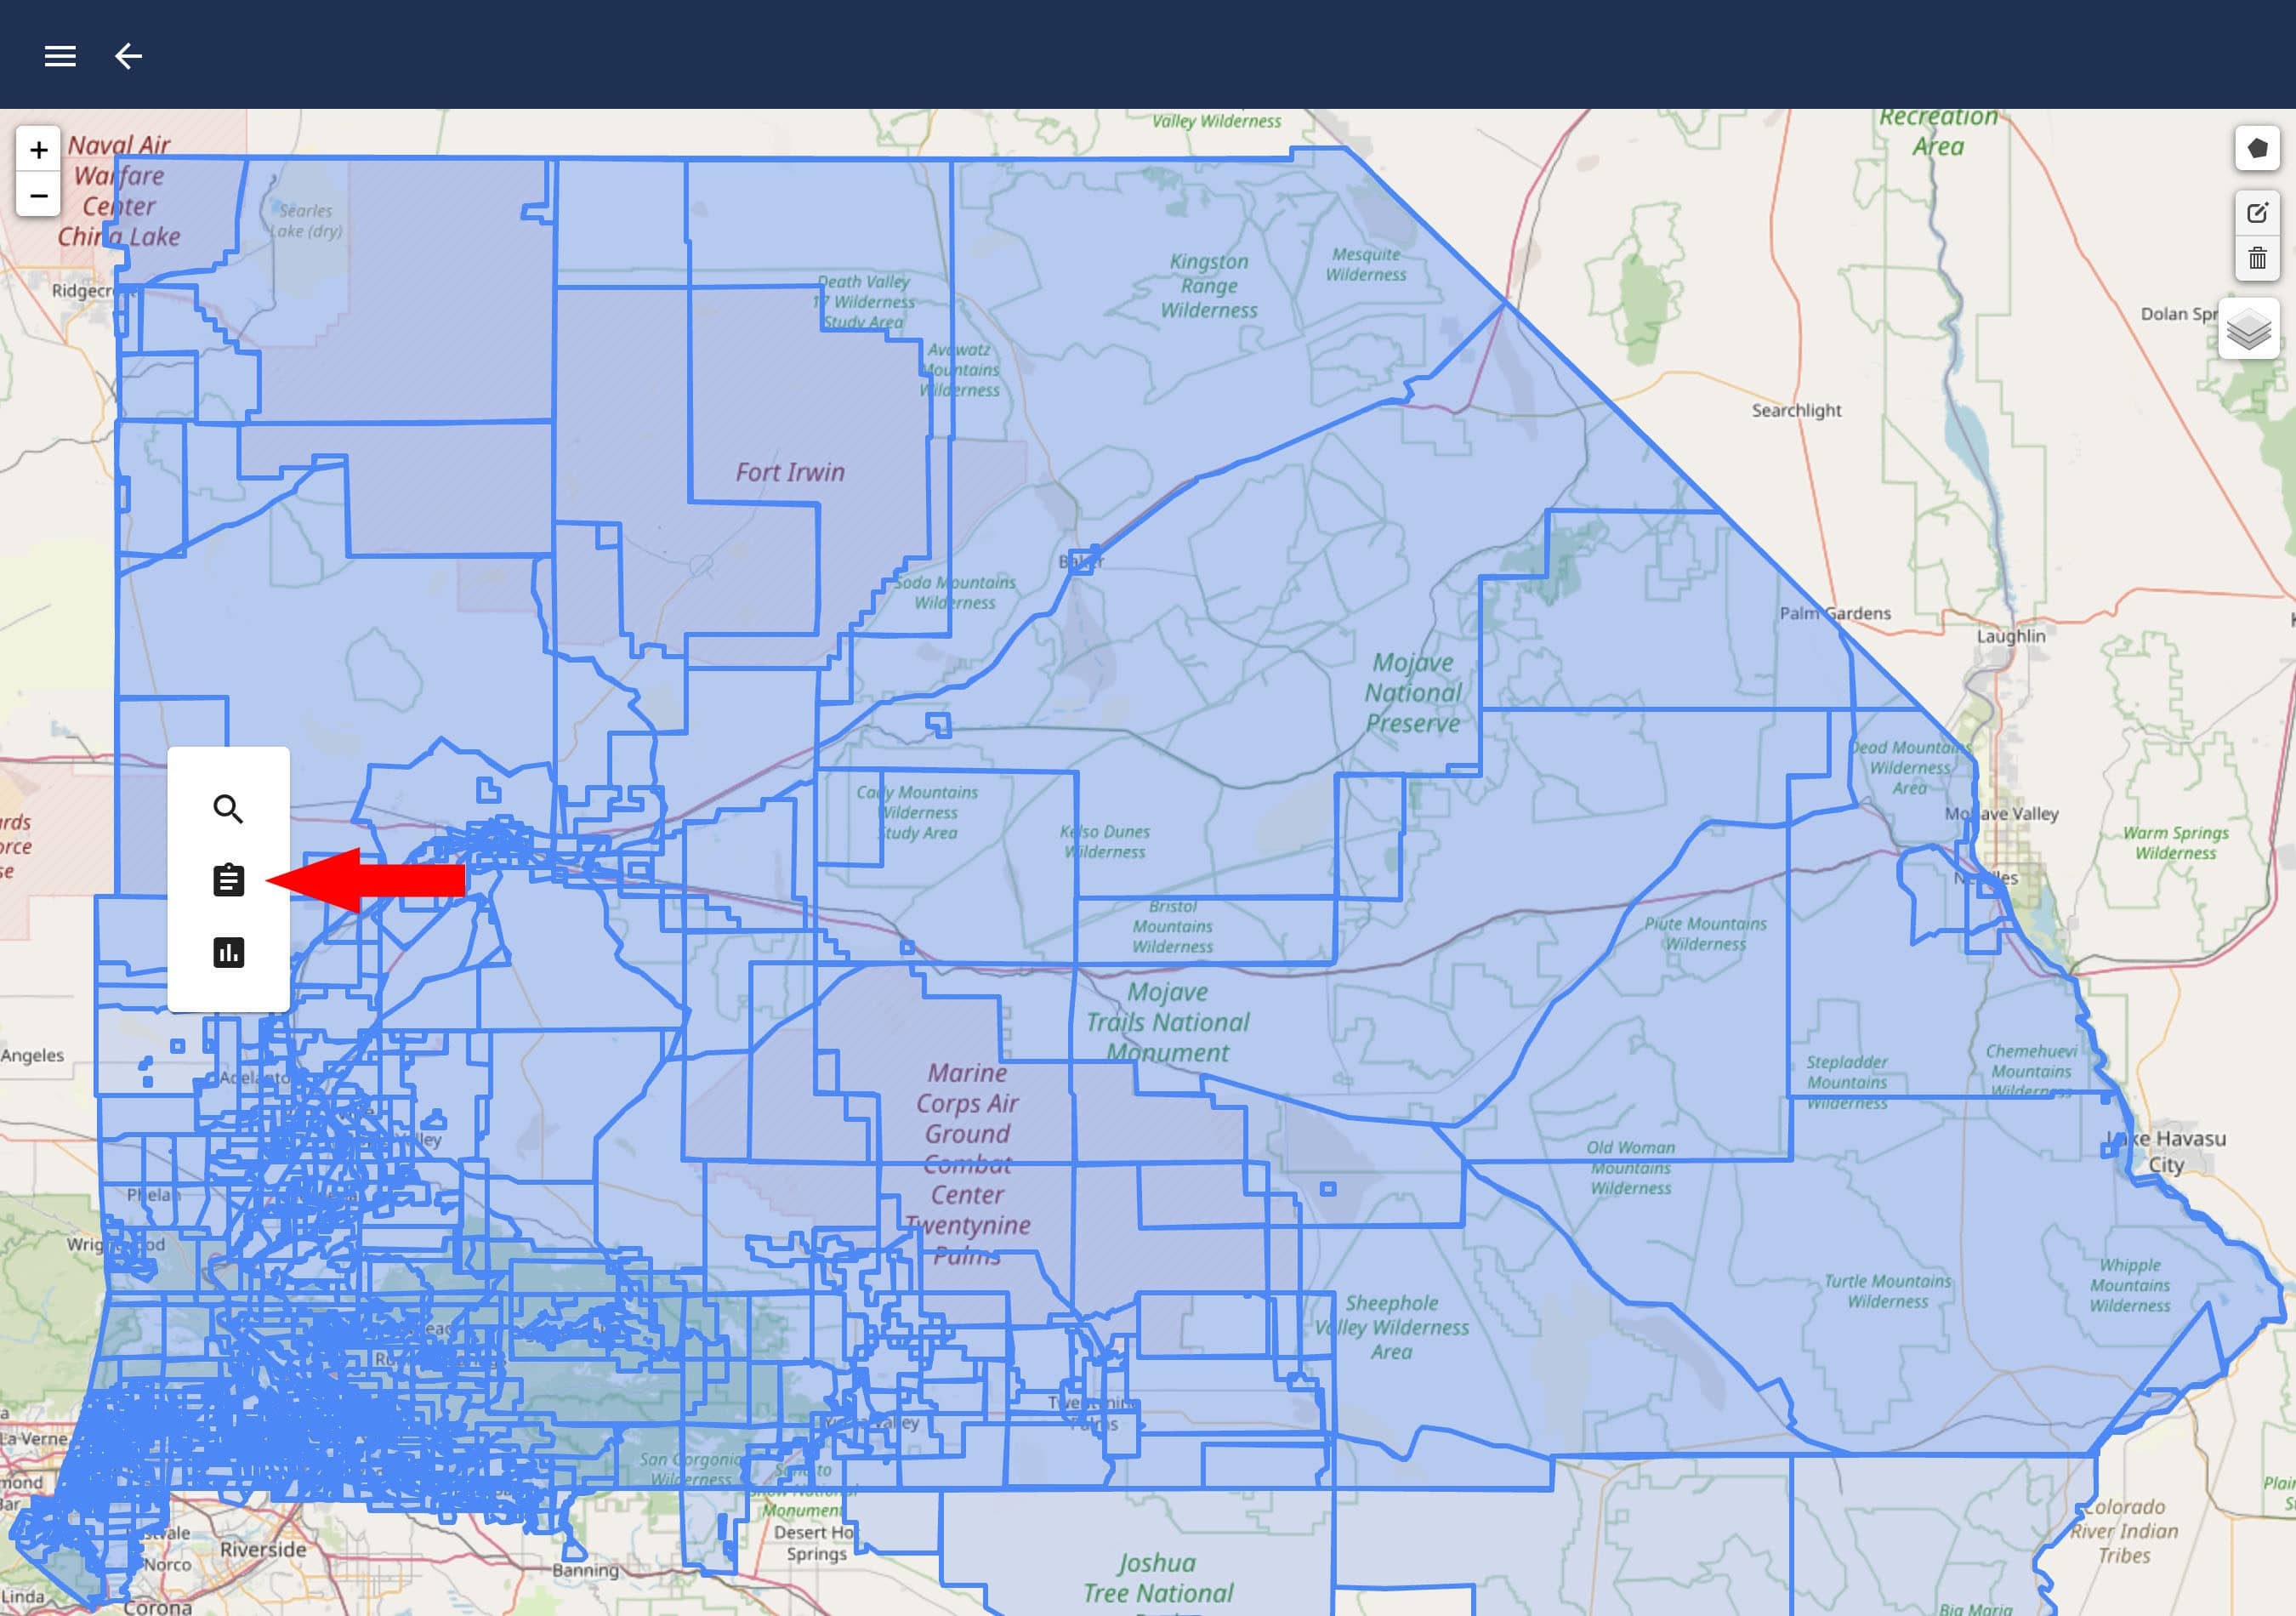 Valley Wilderness
Recreation
Area
+
−
Naval Air
Warfare
Center
China Lake
Searles
Lake (dry)
Kingston
Range
Wilderness
Mesquite
Wilderness
Death Valley
17 Wilderness
Study Area
Dolan Spr
Avawatz
Mountains
Wilderness
Searchlight
Fort Irwin
Soda Mountains
Wilderness
Palm Gardens
Laughlin
Mojave
National
Preserve
Dead Mountains
Wilderness
Area
Cady Mountains
Wilderness
Study Area
Mojave Valley
Kelso Dunes
Wilderness
Warm Springs
Wilderness
Needles
Bristol
Mountains
Wilderness
Piute Mountains
Wilderness
Mojave
Trails National
Monument
Angeles
Adelanto
Marine
Corps Air
Ground
Combat
Center
Twentynine
Palms
Stepladder
Mountains
Wilderness
Chemehuevi
Mountains
Wilderness
Lake Havasu
City
Old Woman
Mountains
Wilderness
Phelan
Wrightwood
Sheephole
Valley Wilderness
Area
Turtle Mountains
Wilderness
Whipple
Mountains
Wilderness
La Verne
Twentynine
Palms
Valley
San Gorgonio
Wilderness
Sand to
Snow National
Monument
Colorado
River Indian
Tribes
Desert Ho
Springs
Norco
Riverside
Banning
Joshua
Tree National
Linda
Corona
Big Maria